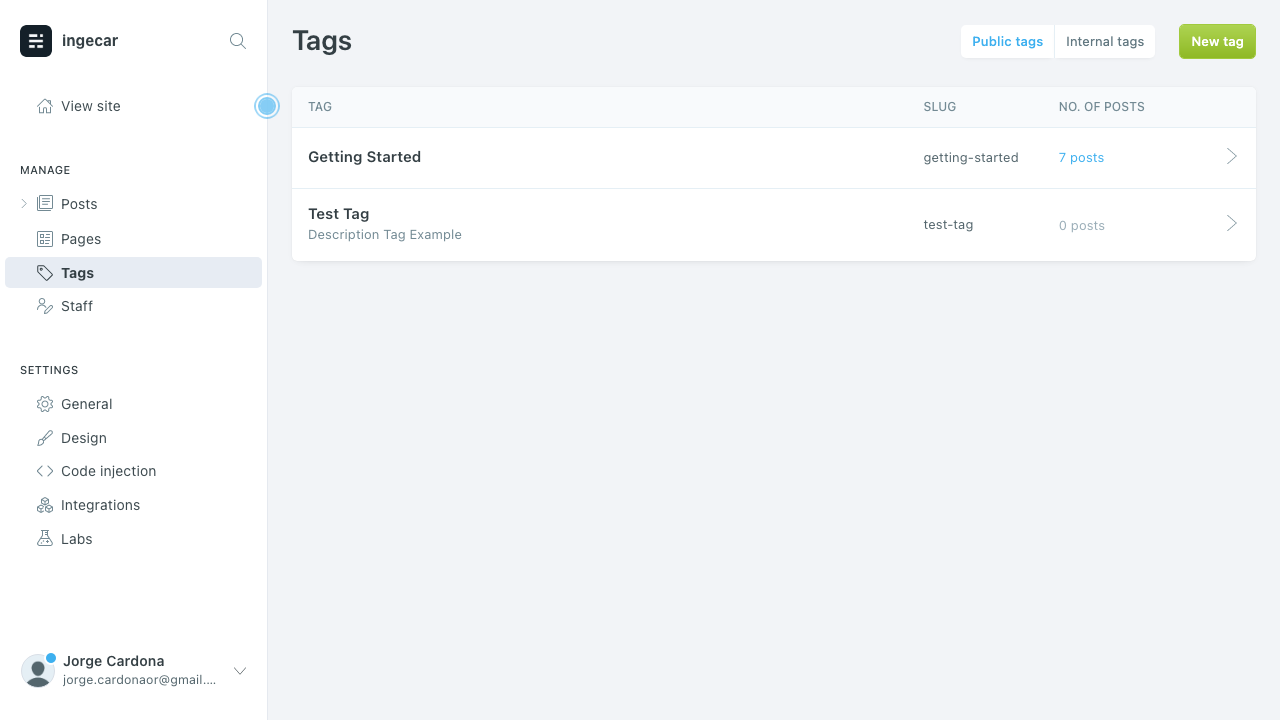 ingecar
View site
MANAGE
Posts
Pages
Tags
Staff
SETTINGS
General
Design
Code injection
Integrations
Labs
Jorge Cardona
jorge.cardonaor@gmail....
Tags
Public tags
Internal tags
New tag
TAG SLUG NO. OF POSTS
Getting Started getting-started 7 posts
Test Tag
Description Tag Example
test-tag 0 posts